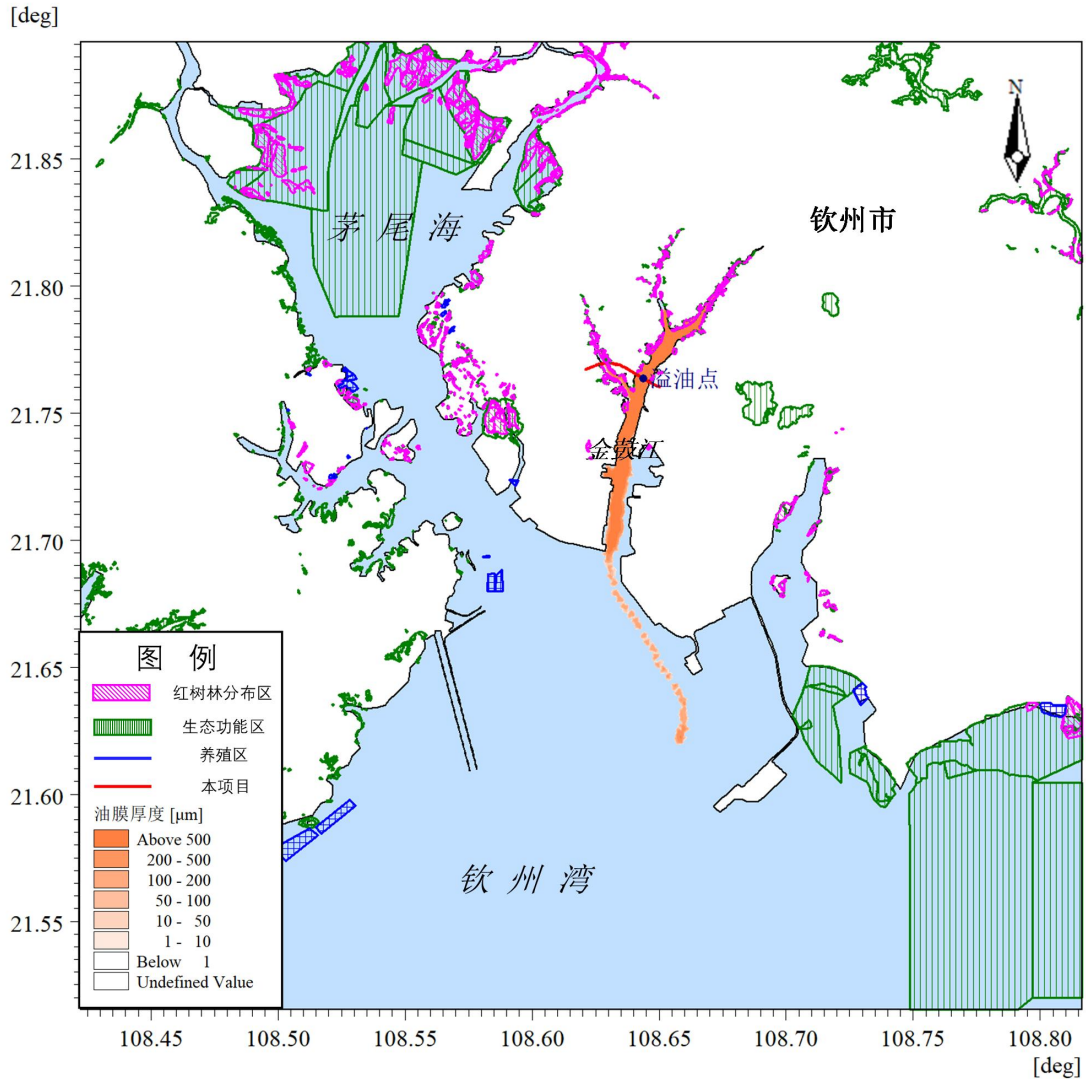 [deg]
N
21.85
茅尾海
钦州市
21.80
溢油点
21.75
金鼓江
21.70
21.65
图 例
红树林分布区
生态功能区
养殖区
本项目
油膜厚度 [μm]
Above 500
200 - 500
100 - 200
50 - 100
10 - 50
1 - 10
Below 1
Undefined Value
21.60
钦州湾
21.55
108.45 108.50 108.55 108.60 108.65 108.70 108.75 108.80
[deg]